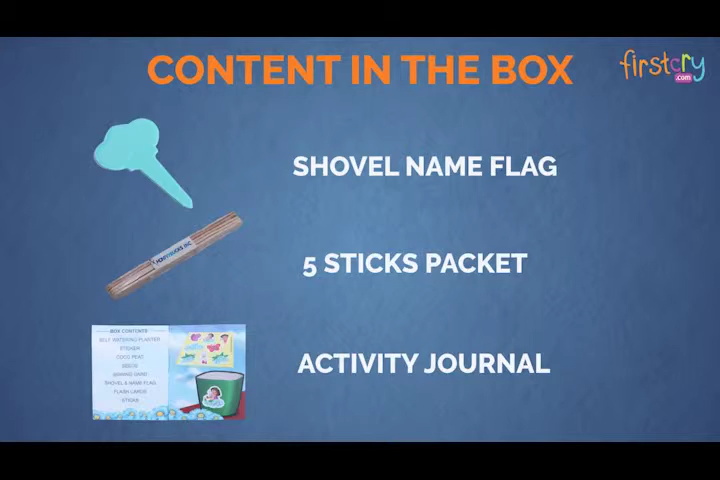 CONTENT IN THE BOX
firstcry
.com
SHOVEL NAME FLAG
5 STICKS PACKET
BOX CONTENTS
SELF WATERING PLANTER
STICKER
COCO PEAT
SEEDS
SHOVEL & NAME FLAG
FLASH CARDS
STICKS
ACTIVITY JOURNAL